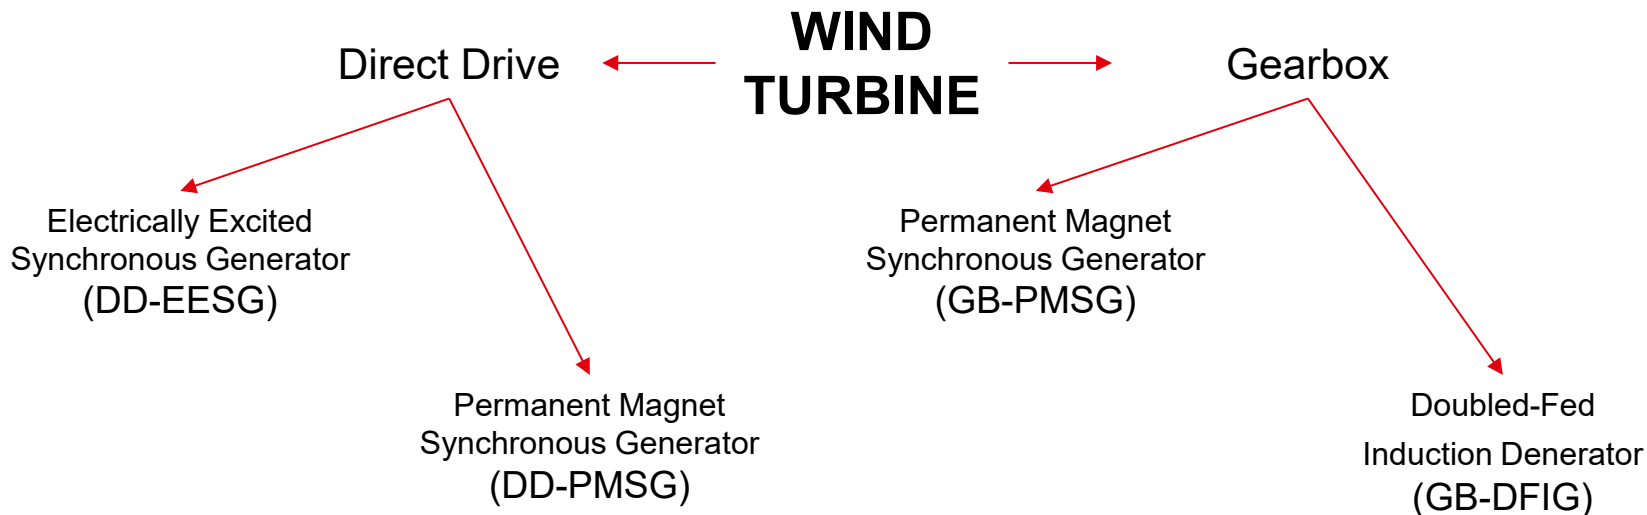 WIND
TURBINE
Direct Drive
Gearbox
Electrically Excited
Synchronous Generator
(DD-EESG)
Permanent Magnet
Synchronous Generator
(DD-PMSG)
Permanent Magnet
Synchronous Generator
(GB-PMSG)
Doubled-Fed
Induction Denerator
(GB-DFIG)